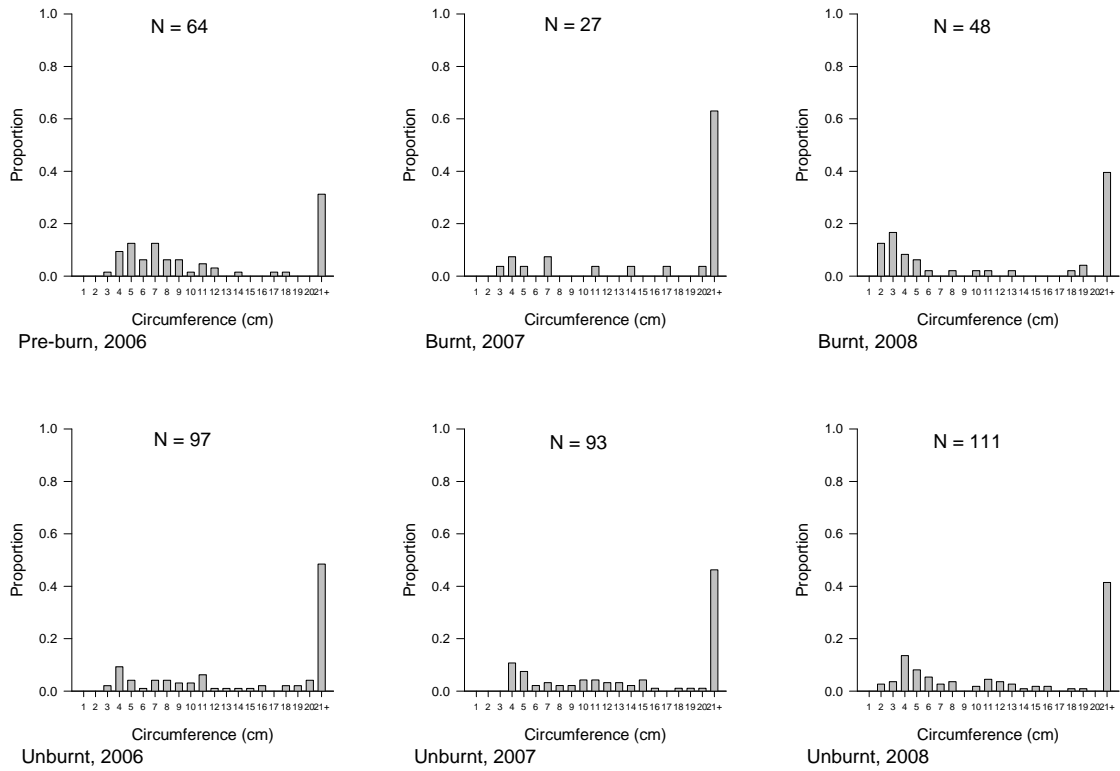 N = 64
1.0
0.8
0.6
0.4
0.2
0.0
Proportion
1 2 3 4 5 6 7 8 9 10 11 12 13 14 15 16 17 18 19 20 21+
Circumference (cm)
Pre-burn, 2006
N = 27
1.0
0.8
0.6
0.4
0.2
0.0
Proportion
1 2 3 4 5 6 7 8 9 10 11 12 13 14 15 16 17 18 19 20 21+
Circumference (cm)
Burnt, 2007
N = 48
1.0
0.8
0.6
0.4
0.2
0.0
Proportion
1 2 3 4 5 6 7 8 9 10 11 12 13 14 15 16 17 18 19 20 21+
Circumference (cm)
Burnt, 2008
N = 97
1.0
0.8
0.6
0.4
0.2
0.0
Proportion
1 2 3 4 5 6 7 8 9 10 11 12 13 14 15 16 17 18 19 20 21+
Circumference (cm)
Unburnt, 2006
N = 93
1.0
0.8
0.6
0.4
0.2
0.0
Proportion
1 2 3 4 5 6 7 8 9 10 11 12 13 14 15 16 17 18 19 20 21+
Circumference (cm)
Unburnt, 2007
N = 111
1.0
0.8
0.6
0.4
0.2
0.0
Proportion
1 2 3 4 5 6 7 8 9 10 11 12 13 14 15 16 17 18 19 20 21+
Circumference (cm)
Unburnt, 2008